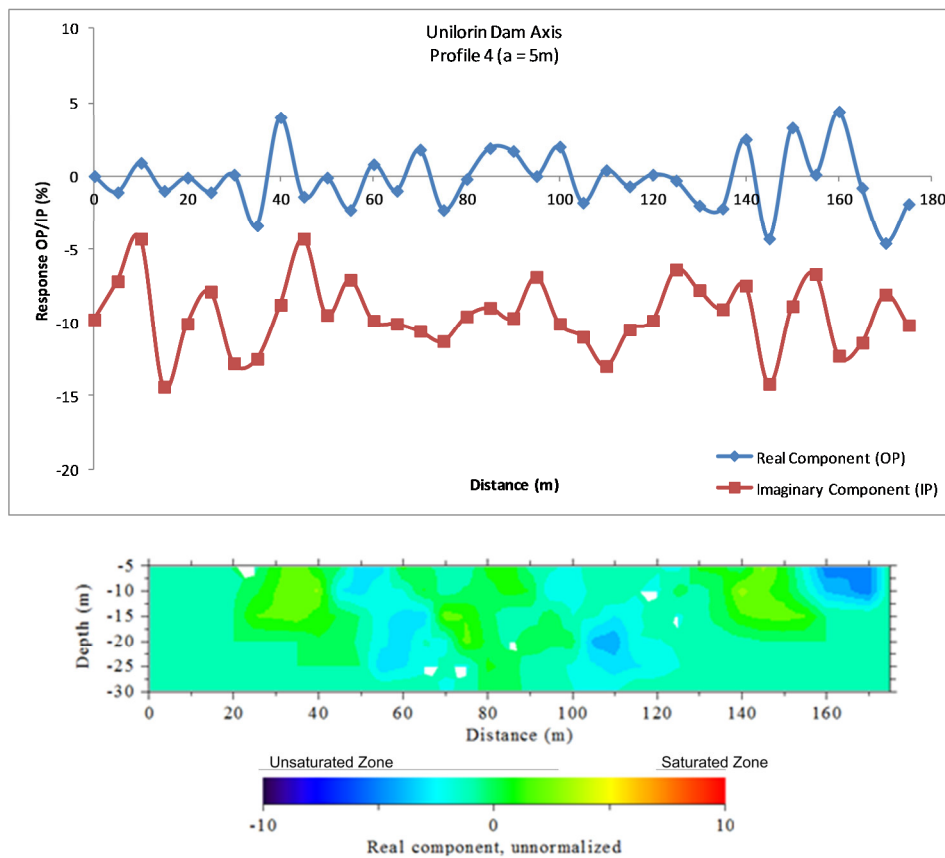 Unilorin Dam Axis
Profile 4 (a = 5m)
10
5
0
-5
-10
-15
-20
Response OP/IP (%)
0 20 40 60 80 100 120 140 160 180
Real Component (OP)
Imaginary Component (IP)
Distance (m)
-5
-10
-15
-20
-25
-30
Depth (m)
0 20 40 60 80 100 120 140 160
Distance (m)
Unsaturated Zone Saturated Zone
-10 0 10
Real component, unnormalized